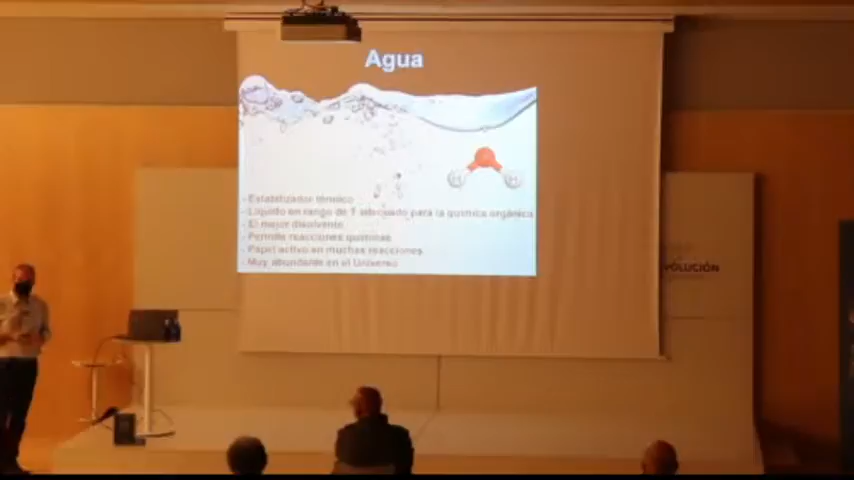 Agua
- Estabilizador térmico
- Líquido en rango de T adecuado para la química orgánica
- El mejor disolvente
- Permite reacciones químicas
- Papel activo en muchas reacciones
- Muy abundante en el Universo
H H
VOLUCIÓN